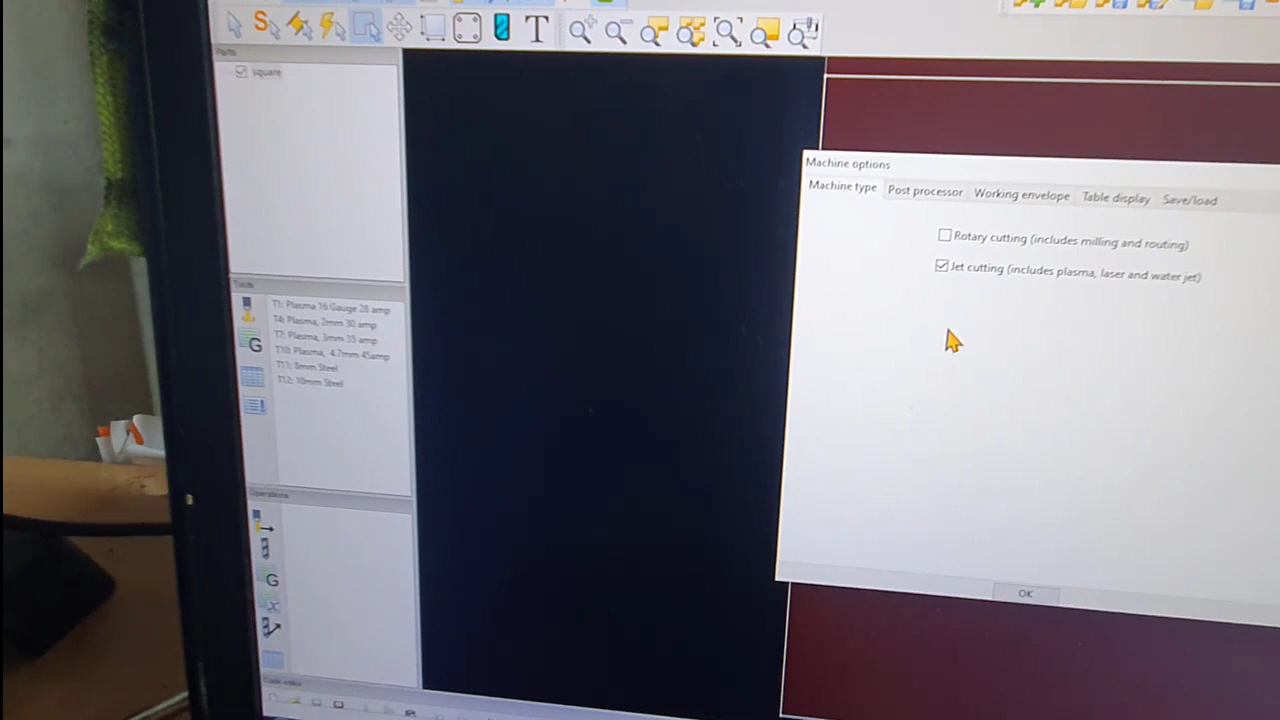 S
T
Parts
square
Machine options
Machine type Post processor Working envelope Table display Save/load
Rotary cutting (includes milling and routing)
Jet cutting (includes plasma, laser and water jet)
Tools
T1: Plasma 16 Gauge 28 amp
T4: Plasma, 2mm 30 amp
T7: Plasma, 3mm 35 amp
T10: Plasma, 4.7mm 45amp
T11: 8mm Steel
T12: 10mm Steel
G
Operations
G
OK
Code editor